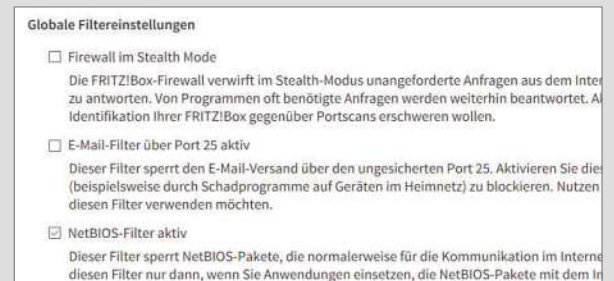 Globale Filtereinstellungen
Firewall im Stealth Mode
Die FRITZ!Box-Firewall verwirft im Stealth-Modus unangeforderte Anfragen aus dem
zu antworten. Von Programmen oft benötigte Anfragen werden weiterhin beantwortet.
Identifikation Ihrer FRITZ!Box gegenüber Portscans erschweren wollen.
E-Mail-Filter über Port 25 aktiv
Dieser Filter sperrt den E-Mail-Versand über den ungesicherten Port 25. Aktivieren Sie
(beispielsweise durch Schadprogramme auf Geräten im Heimnetz) zu blockieren. Nutzen
diesen Filter verwenden möchten.
NetBIOS-Filter aktiv
Dieser Filter sperrt NetBIOS-Pakete, die normalerweise für die Kommunikation im
diesen Filter nur dann, wenn Sie Anwendungen einsetzen, die NetBIOS-Pakete mit dem